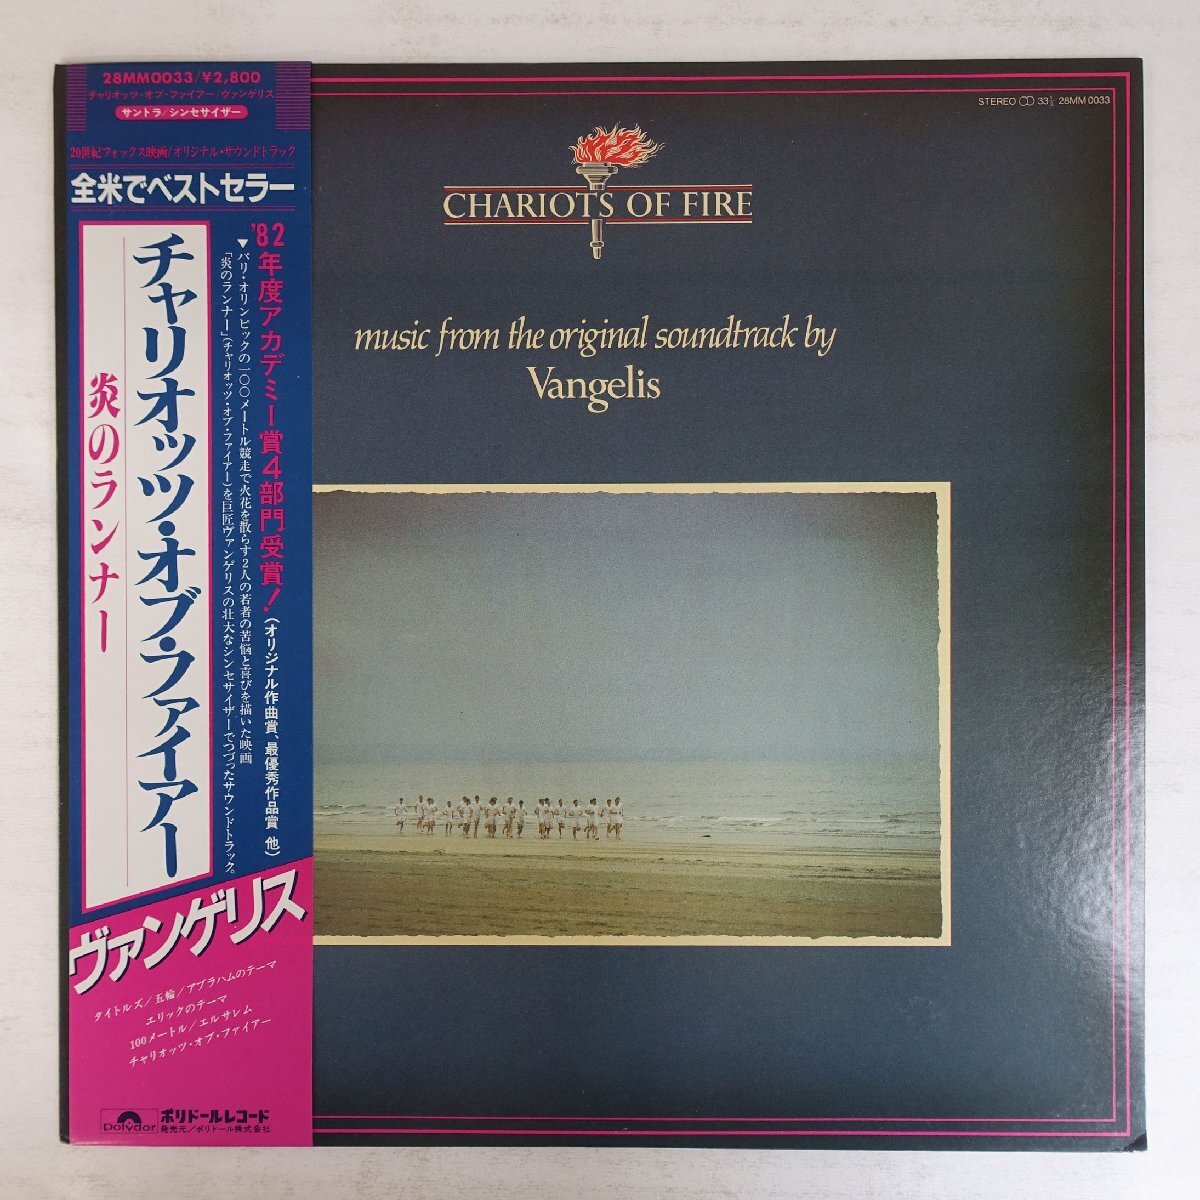 28MM0033/¥2,800
チャリオッツ・オブ・ファイアー/ヴァンゲリス
サントラ/シンセサイザー
20世紀フォックス映画/オリジナル・サウンドトラック
全米でベストセラー
'82年度アカデミー賞4部門受賞!(オリジナル作曲賞、最優秀作品賞 他)
▼パリ・オリンピックの一〇〇メートル競走で火花を散らす2人の若者の苦悩と喜びを描いた映画
「炎のランナー」(チャリオッツ・オブ・ファイアー)を巨匠ヴァンゲリスの壮大なシンセサイザーでつづったサウンドトラック。
チャリオッツ・オブ・ファイアー
炎のランナー
ヴァンゲリス
タイトルズ/五輪/アブラハムのテーマ
エリックのテーマ
100メートル/エルサレム
チャリオッツ・オブ・ファイアー
polydor
ポリドールレコード
発売元/ポリドール株式会社
STEREO 33⅓ 28MM 0033
CHARIOTS OF FIRE
music from the original soundtrack by
Vangelis